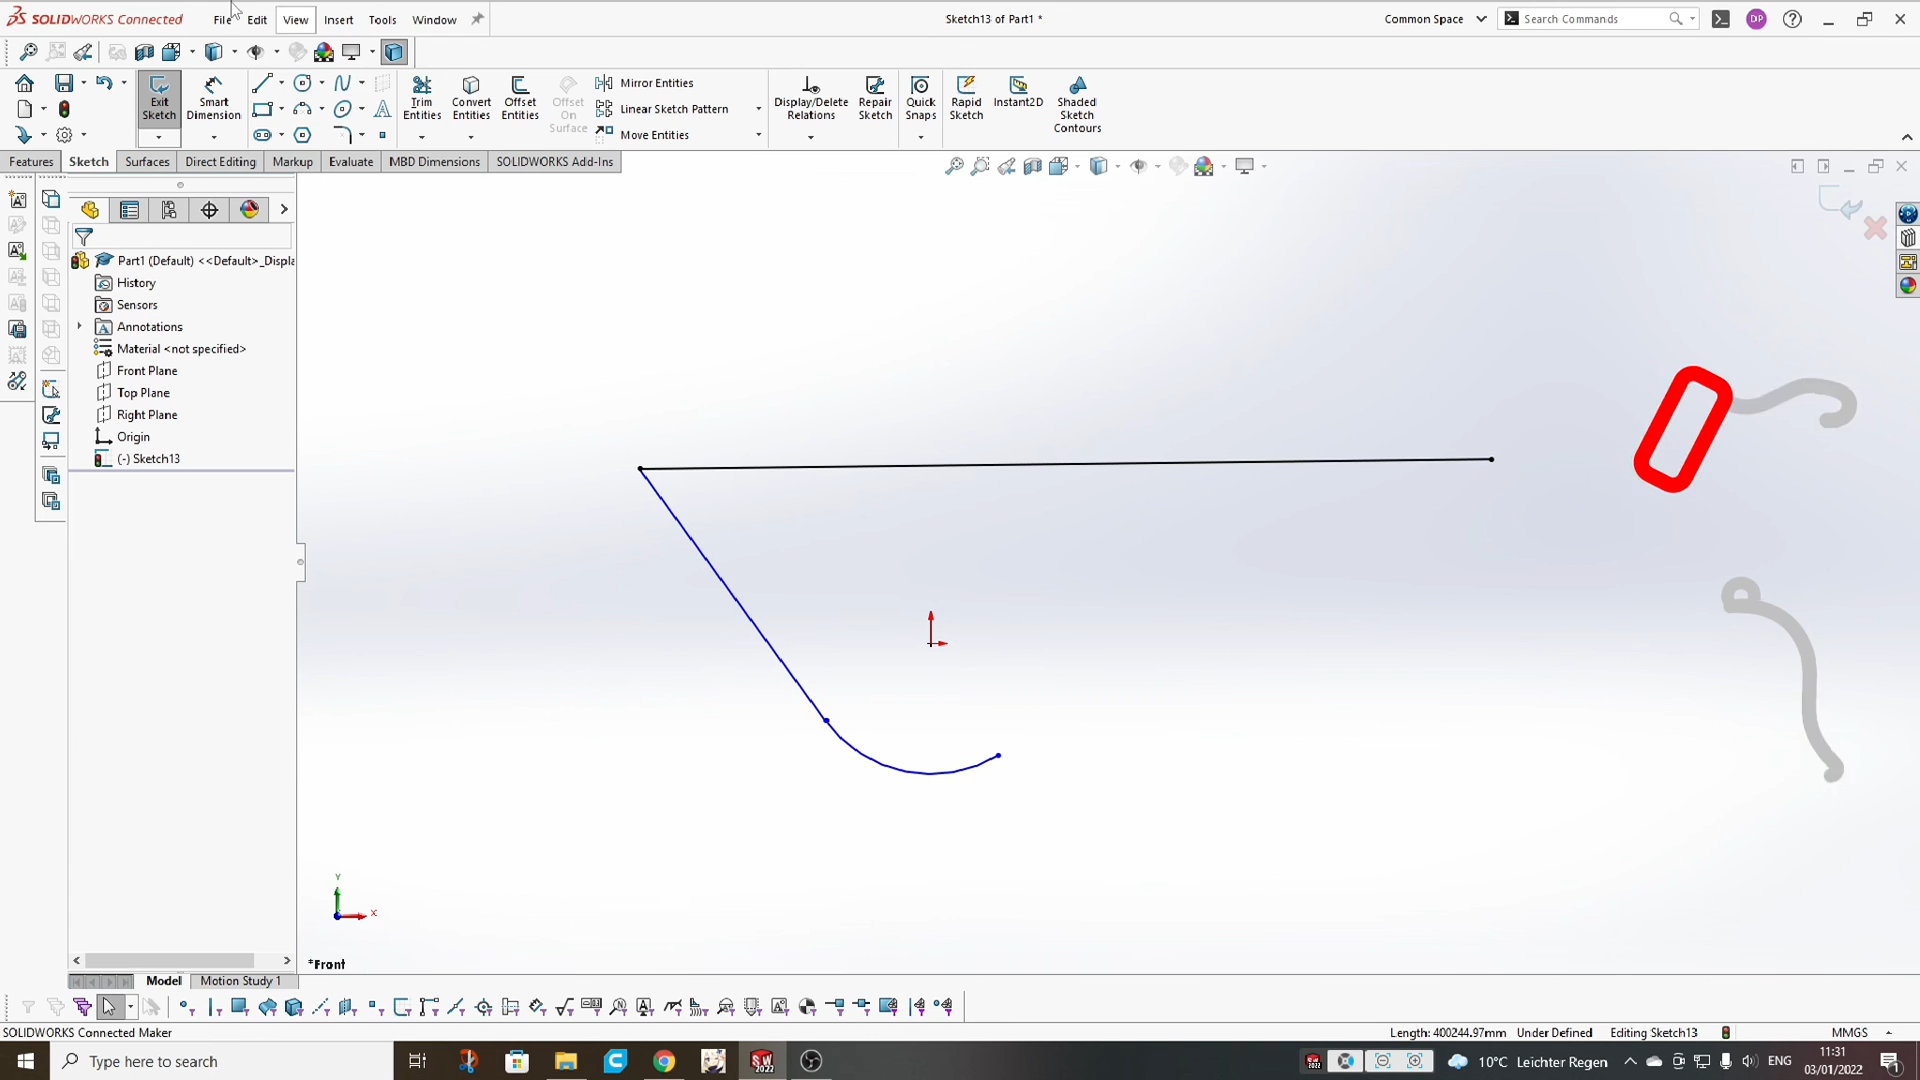 SOLIDWORKS Connected File Edit View Insert Tools Window Sketch13 of Part1 * Common Space Search Commands DP
Exit Sketch Smart Dimension Trim Entities Convert Entities Offset Entities Offset On Surface Mirror Entities Linear Sketch Pattern Move Entities Display/Delete Relations Repair Sketch Quick Snaps Rapid Sketch Instant2D Shaded Sketch Contours
Features Sketch Surfaces Direct Editing Markup Evaluate MBD Dimensions SOLIDWORKS Add-Ins
Part1 (Default) <<Default>_Displa
History
Sensors
Annotations
Material <not specified>
Front Plane
Top Plane
Right Plane
Origin
(-) Sketch13
Y
X
*Front
Model Motion Study 1
SOLIDWORKS Connected Maker Length: 400244.97mm Under Defined Editing Sketch13 MMGS
Type here to search SW 2022 10°C Leichter Regen ENG 11:31
03/01/2022 1